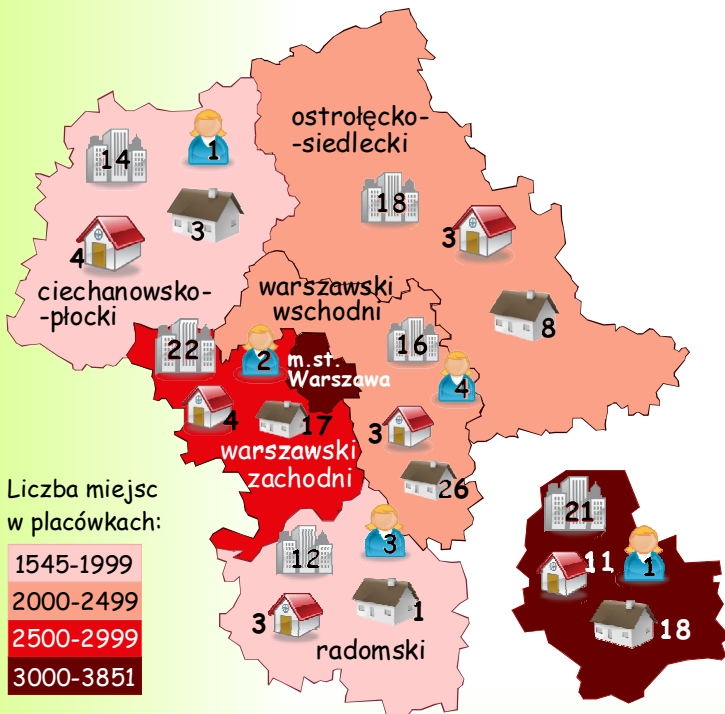 ostrołęcko-
-siedlecki
14
1
18
3
3
4
8
ciechanowsko-
-płocki
warszawski
wschodni
22
2
16
m.st.
Warszawa
4
4
3
17
warszawski
zachodni
26
Liczba miejsc
w placówkach:
1545-1999
2000-2499
2500-2999
3000-3851
12
3
3
1
radomski
21
11
1
18